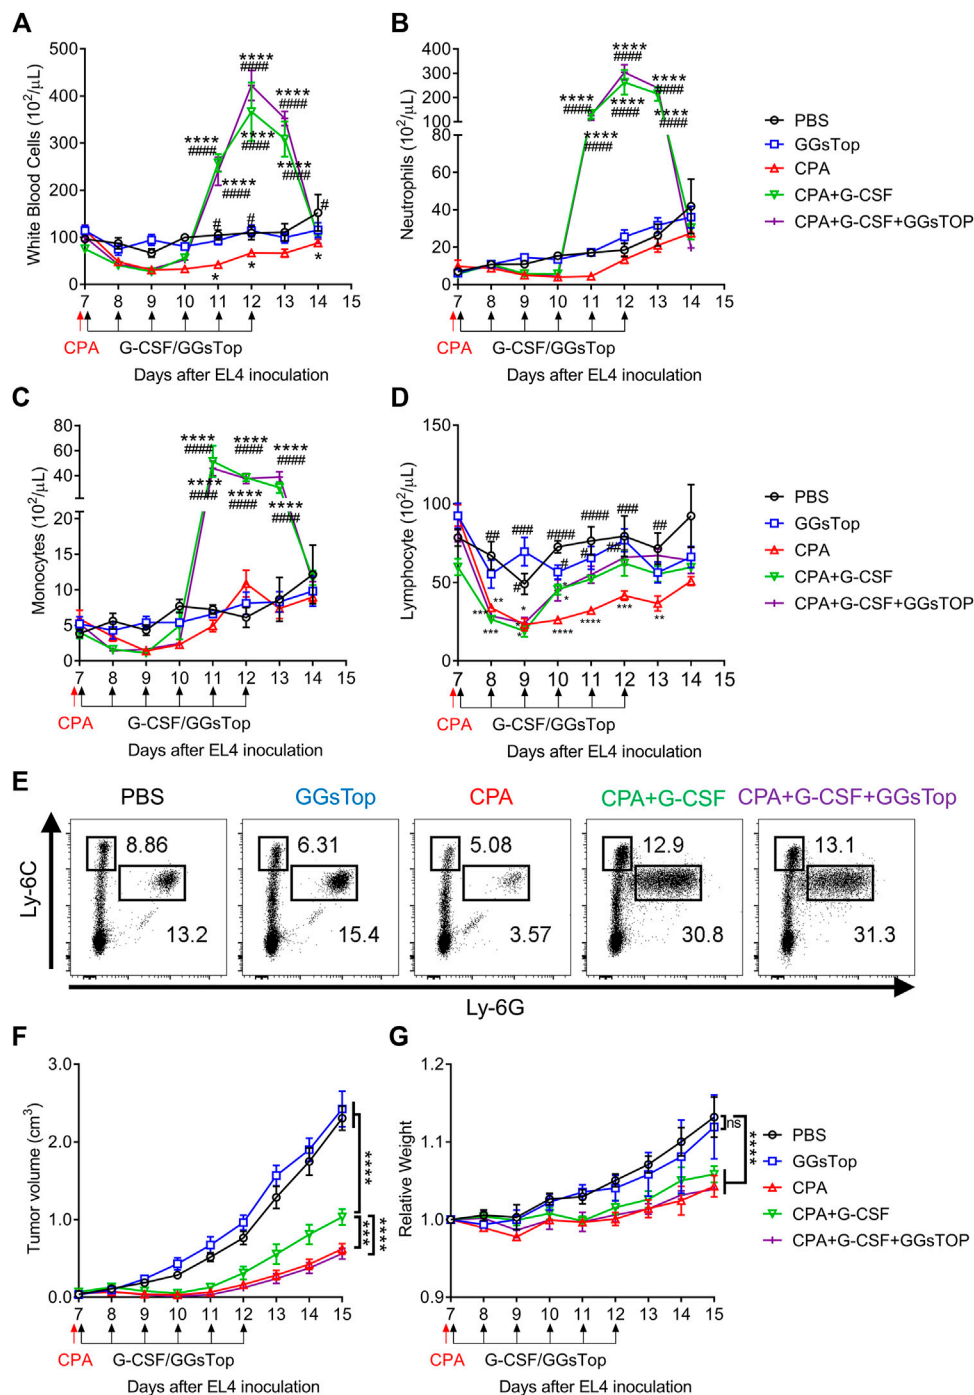 A
White Blood Cells (10²/μL)
500
400
300
200
100
0
7 8 9 10 11 12 13 14 15
CPA
G-CSF/GGsTop
Days after EL4 inoculation
**** #### **** #### **** #### **** #### **** #### **** ####
# # #
* * *
B
Neutrophils (10²/μL)
400
300
200
100
80
60
40
20
0
7 8 9 10 11 12 13 14 15
CPA
G-CSF/GGsTop
Days after EL4 inoculation
**** #### **** #### **** #### **** #### **** #### **** ####
PBS
GGsTop
CPA
CPA+G-CSF
CPA+G-CSF+GGsTOP
C
Monocytes (10²/μL)
80
60
40
20
15
10
5
0
7 8 9 10 11 12 13 14 15
CPA
G-CSF/GGsTop
Days after EL4 inoculation
**** #### **** #### **** #### **** #### **** #### **** ####
D
Lymphocyte (10²/μL)
150
100
50
0
7 8 9 10 11 12 13 14 15
CPA
G-CSF/GGsTop
Days after EL4 inoculation
## ### #### #### ### ##
PBS
GGsTop
CPA
CPA+G-CSF
CPA+G-CSF+GGsTOP
E
PBS GGsTop CPA CPA+G-CSF CPA+G-CSF+GGsTop
Ly-6C
8.86 6.31 5.08 12.9 13.1
13.2 15.4 3.57 30.8 31.3
Ly-6G
F
Tumor volume (cm³)
3.0
2.0
1.0
0.0
7 8 9 10 11 12 13 14 15
CPA
G-CSF/GGsTop
Days after EL4 inoculation
****
***
****
G
Relative Weight
1.2
1.1
1.0
0.9
7 8 9 10 11 12 13 14 15
CPA
G-CSF/GGsTop
Days after EL4 inoculation
ns
****
PBS
GGsTop
CPA
CPA+G-CSF
CPA+G-CSF+GGsTOP